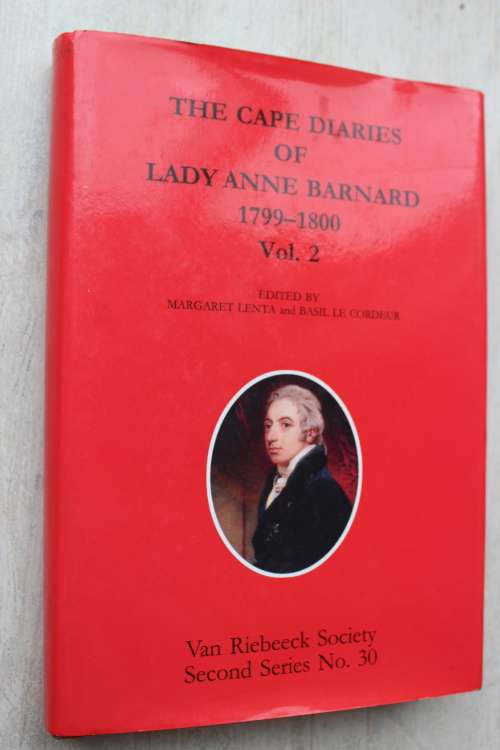 THE CAPE DIARIES
OF
LADY ANNE BARNARD
1799–1800
Vol. 2
EDITED BY
MARGARET LENTA and BASIL LE CORDEUR
Van Riebeeck Society
Second Series No. 30